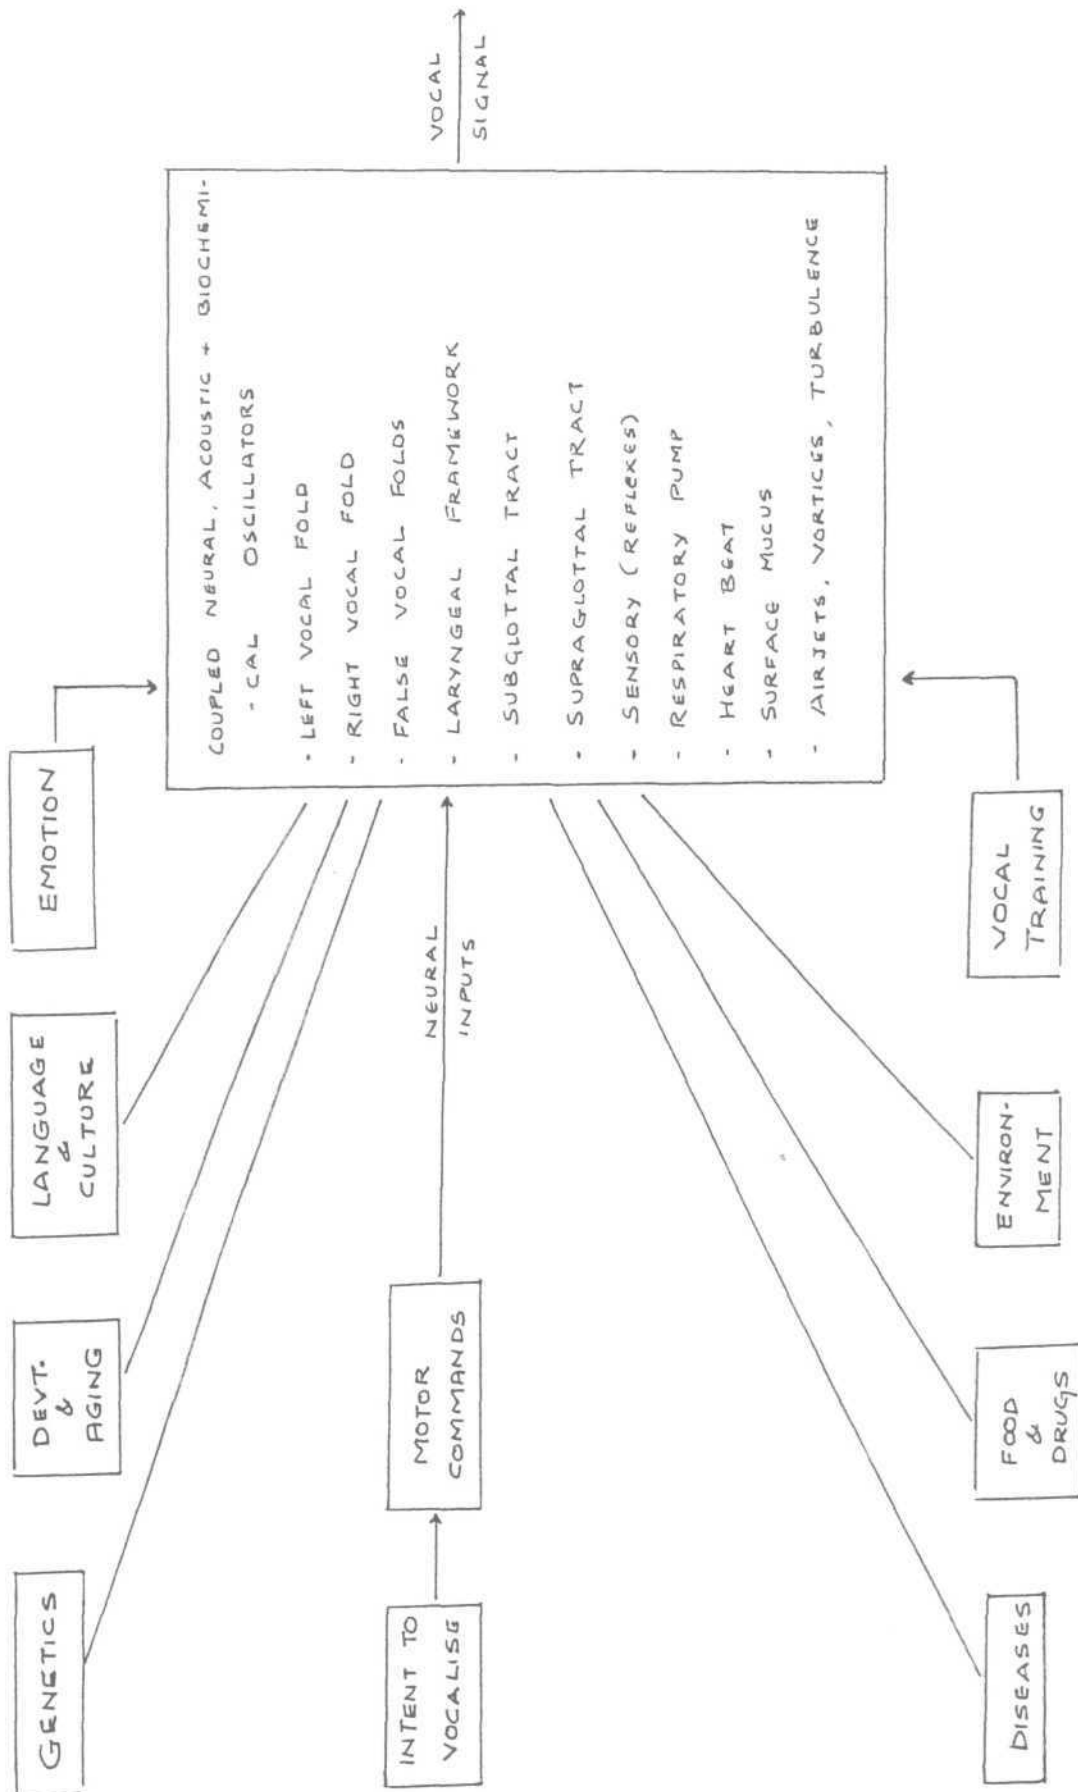 GENETICS
DEVT.
&
AGING
LANGUAGE
&
CULTURE
EMOTION
INTENT TO
VOCALISE
MOTOR
COMMANDS
NEURAL
INPUTS
COUPLED NEURAL, ACOUSTIC + BIOCHEMI-
- CAL OSCILLATORS
- LEFT VOCAL FOLD
- RIGHT VOCAL FOLD
- FALSE VOCAL FOLDS
- LARYNGEAL FRAMEWORK
- SUBGLOTTAL TRACT
- SUPRAGLOTTAL TRACT
- SENSORY (REFLEXES)
- RESPIRATORY PUMP
- HEART BEAT
- SURFACE MUCUS
- AIRJETS, VORTICES, TURBULENCE
VOCAL
SIGNAL
DISEASES
FOOD
&
DRUGS
ENVIRON-
MENT
VOCAL
TRAINING